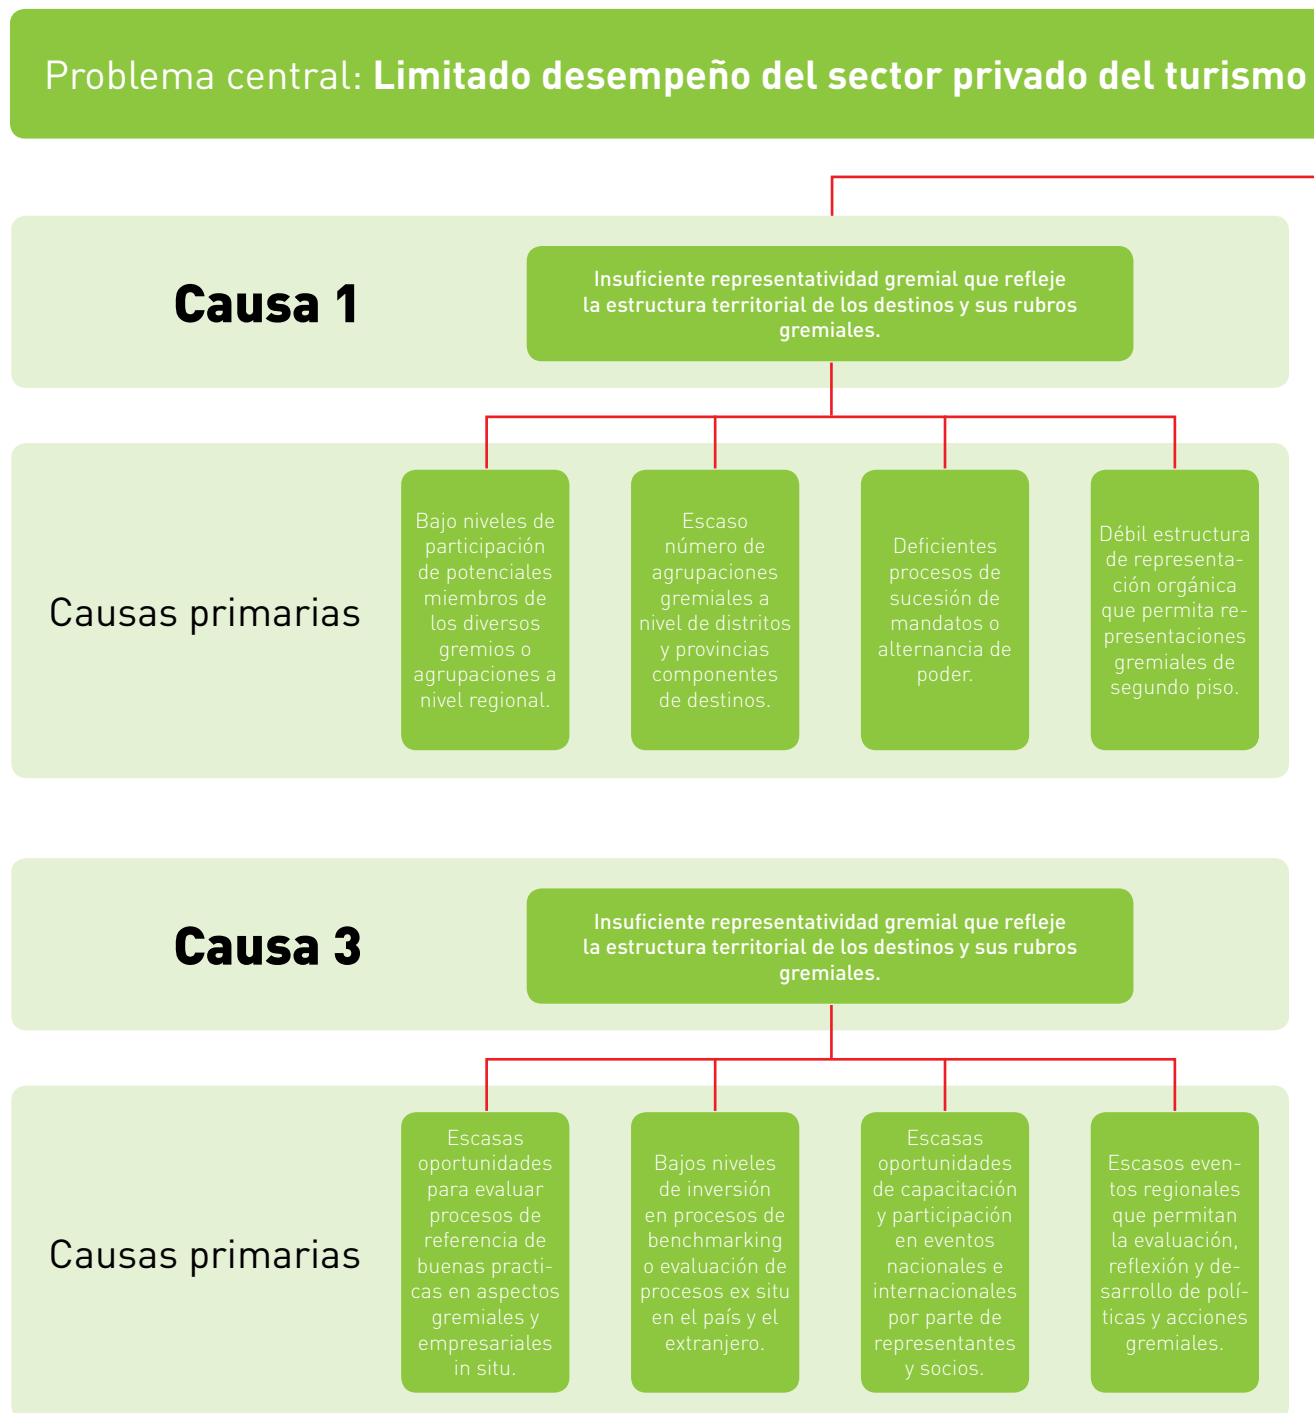 Problema central: Limitado desempeño del sector privado del turismo
Causa 1
Insuficiente representatividad gremial que refleje
la estructura territorial de los destinos y sus rubros
gremiales.
Causas primarias
Bajo niveles de
participación
de potenciales
miembros de
los diversos
gremios o
agrupaciones a
nivel regional.
Escaso
número de
agrupaciones
gremiales a
nivel de distritos
y provincias
componentes
de destinos.
Deficientes
procesos de
sucesión de
mandatos o
alternancia de
poder.
Débil estructura
de representa-
ción orgánica
que permita re-
presentaciones
gremiales de
segundo piso.
Causa 3
Insuficiente representatividad gremial que refleje
la estructura territorial de los destinos y sus rubros
gremiales.
Causas primarias
Escasas
oportunidades
para evaluar
procesos de
referencia de
buenas practi-
cas en aspectos
gremiales y
empresariales
in situ.
Bajos niveles
de inversión
en procesos de
benchmarking
o evaluación de
procesos ex situ
en el país y el
extranjero.
Escasas
oportunidades
de capacitación
y participación
en eventos
nacionales e
internacionales
por parte de
representantes
y socios.
Escasos even-
tos regionales
que permitan
la evaluación,
reflexión y de-
sarrollo de polí-
ticas y acciones
gremiales.